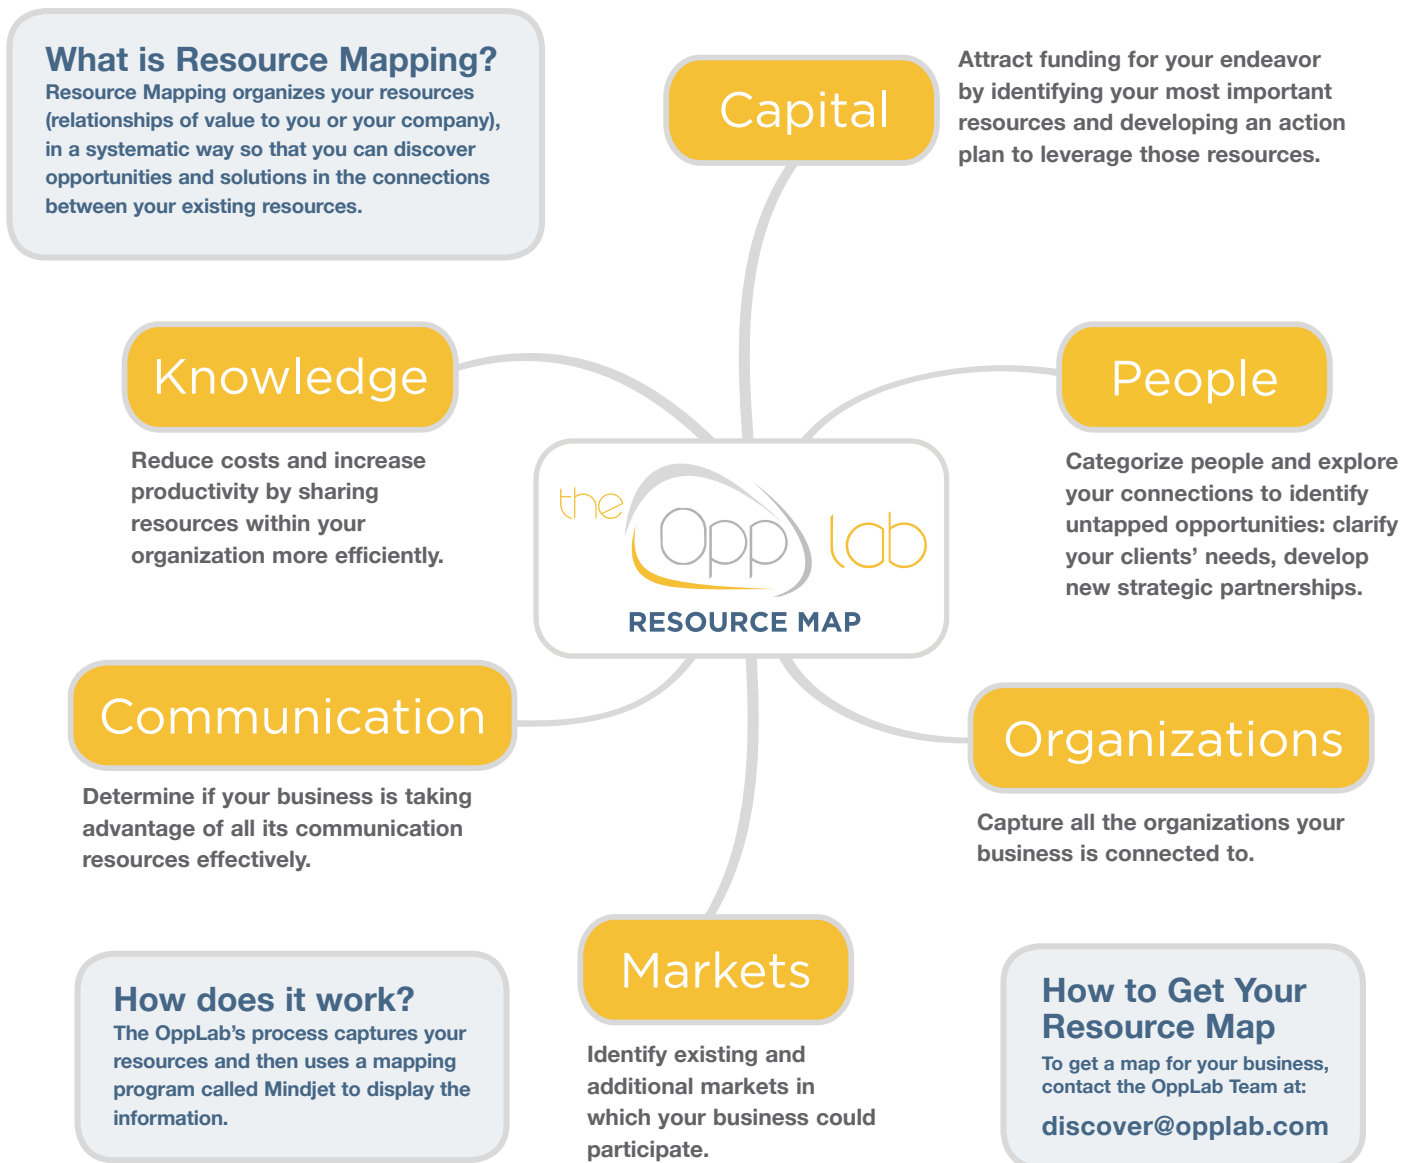 What is Resource Mapping?
Resource Mapping organizes your resources
(relationships of value to you or your company),
in a systematic way so that you can discover
opportunities and solutions in the connections
between your existing resources.
Capital
Attract funding for your endeavor
by identifying your most important
resources and developing an action
plan to leverage those resources.
Knowledge
Reduce costs and increase
productivity by sharing
resources within your
organization more efficiently.
People
Categorize people and explore
your connections to identify
untapped opportunities: clarify
your clients’ needs, develop
new strategic partnerships.
the Opp lab
RESOURCE MAP
Communication
Determine if your business is taking
advantage of all its communication
resources effectively.
Organizations
Capture all the organizations your
business is connected to.
How does it work?
The OppLab’s process captures your
resources and then uses a mapping
program called Mindjet to display the
information.
Markets
Identify existing and
additional markets in
which your business could
participate.
How to Get Your
Resource Map
To get a map for your business,
contact the OppLab Team at:
discover@opplab.com